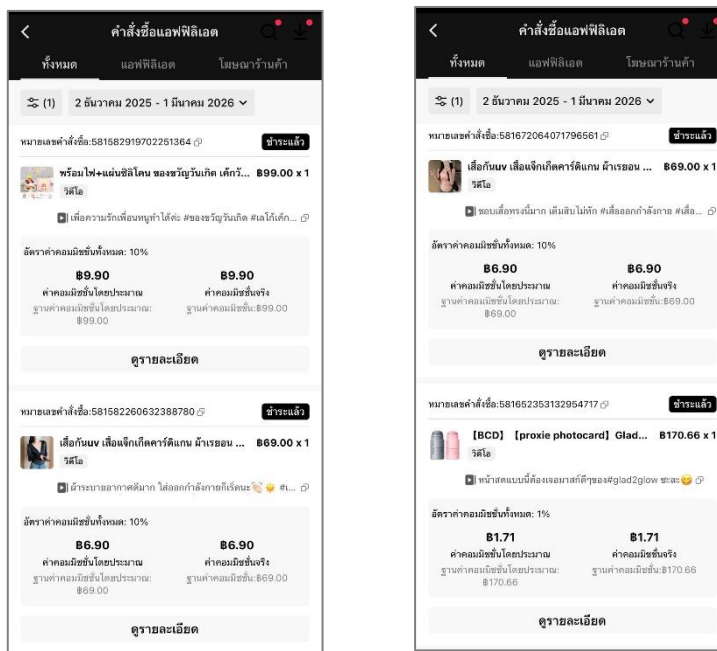 คำสั่งซื้อแอฟฟิลิเอต
ทั้งหมด แอฟฟิลิเอต โฆษณาร้านค้า
(1) 2 ธันวาคม 2025 - 1 มีนาคม 2026
หมายเลขคำสั่งซื้อ:581582919702251364 ชำระแล้ว
พร้อมไฟ+แผ่นซิลิโคน ของขวัญวันเกิด เค้กวั... ฿99.00 x 1
วิดีโอ
เพื่อความรักเพื่อนหนูทำได้ค่ะ #ของขวัญวันเกิด #เลโก้เค้ก...
อัตราค่าคอมมิชชั่นทั้งหมด: 10%
฿9.90 ฿9.90
ค่าคอมมิชชั่นโดยประมาณ ค่าคอมมิชชั่นจริง
ฐานค่าคอมมิชชั่นโดยประมาณ: ฐานค่าคอมมิชชั่น:฿99.00
฿99.00
ดูรายละเอียด
หมายเลขคำสั่งซื้อ:581582260632388780 ชำระแล้ว
เสื้อกันuv เสื้อแจ็กเก็ตคาร์ดิแกน ผ้าเรยอน ... ฿69.00 x 1
วิดีโอ
ผ้าระบายอากาศดีมาก ใส่ออกกำลังกายก็เริ่ดนะ👏🏻🌟 #เ...
อัตราค่าคอมมิชชั่นทั้งหมด: 10%
฿6.90 ฿6.90
ค่าคอมมิชชั่นโดยประมาณ ค่าคอมมิชชั่นจริง
ฐานค่าคอมมิชชั่นโดยประมาณ: ฐานค่าคอมมิชชั่น:฿69.00
฿69.00
ดูรายละเอียด
คำสั่งซื้อแอฟฟิลิเอต
ทั้งหมด แอฟฟิลิเอต โฆษณาร้านค้า
(1) 2 ธันวาคม 2025 - 1 มีนาคม 2026
หมายเลขคำสั่งซื้อ:581672064071796561 ชำระแล้ว
เสื้อกันuv เสื้อแจ็กเก็ตคาร์ดิแกน ผ้าเรยอน ... ฿69.00 x 1
วิดีโอ
ชอบเสื้อทรงนี้มาก เต็มสิบไม่หัก #เสื้อออกกำลังกาย #เสื้อ...
อัตราค่าคอมมิชชั่นทั้งหมด: 10%
฿6.90 ฿6.90
ค่าคอมมิชชั่นโดยประมาณ ค่าคอมมิชชั่นจริง
ฐานค่าคอมมิชชั่นโดยประมาณ: ฐานค่าคอมมิชชั่น:฿69.00
฿69.00
ดูรายละเอียด
หมายเลขคำสั่งซื้อ:581652353132954717 ชำระแล้ว
[BCD] [proxie photocard] Glad... ฿170.66 x 1
วิดีโอ
หน้าสดแบบนี้ต้องเจอมาสก์ดีๆของ#glad2glow ซะละ😋
อัตราค่าคอมมิชชั่นทั้งหมด: 1%
฿1.71 ฿1.71
ค่าคอมมิชชั่นโดยประมาณ ค่าคอมมิชชั่นจริง
ฐานค่าคอมมิชชั่นโดยประมาณ: ฐานค่าคอมมิชชั่น:฿170.66
฿170.66
ดูรายละเอียด